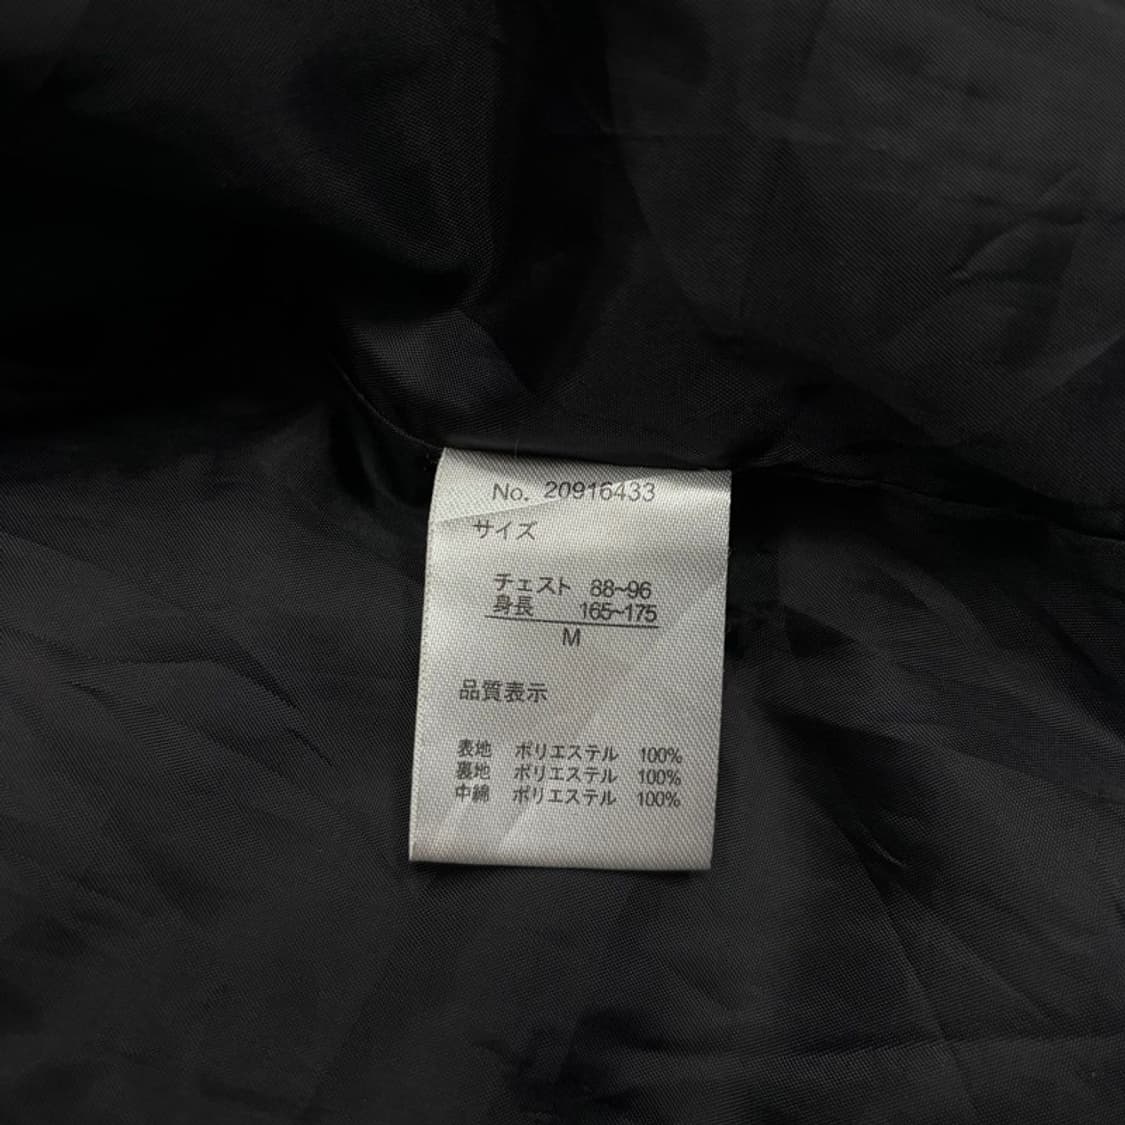 No. 20916433
サイズ
チェスト 88~96
身長 165~175
M
品質表示
表地 ポリエステル 100%
裏地 ポリエステル 100%
中綿 ポリエステル 100%